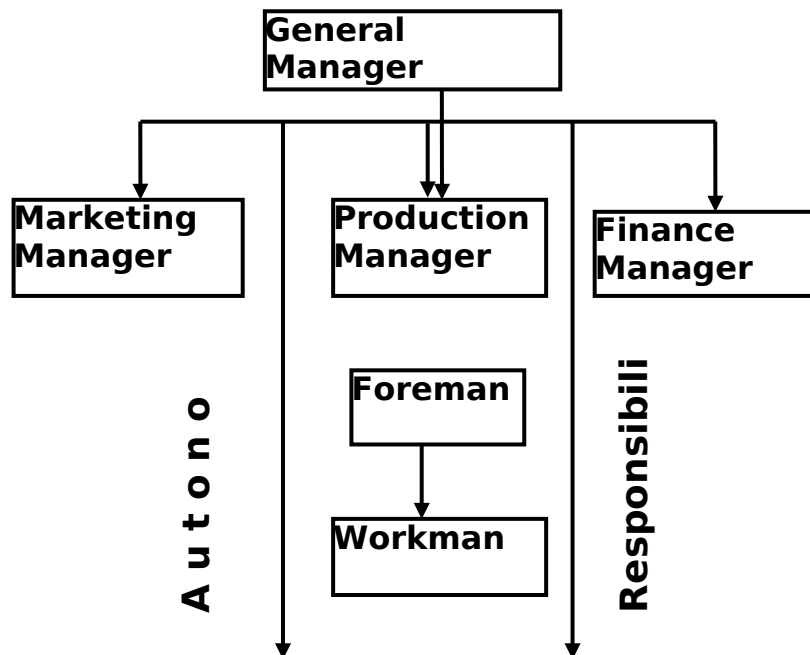 General
Manager
Marketing
Manager
Production
Manager
Finance
Manager
Foreman
Workman
A u t o n o
Responsibili